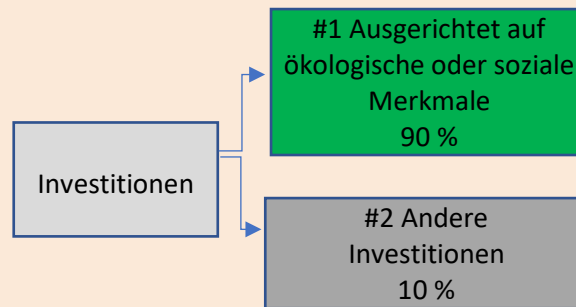 #1 Ausgerichtet auf
ökologische oder soziale
Merkmale
90 %
Investitionen
#2 Andere
Investitionen
10 %